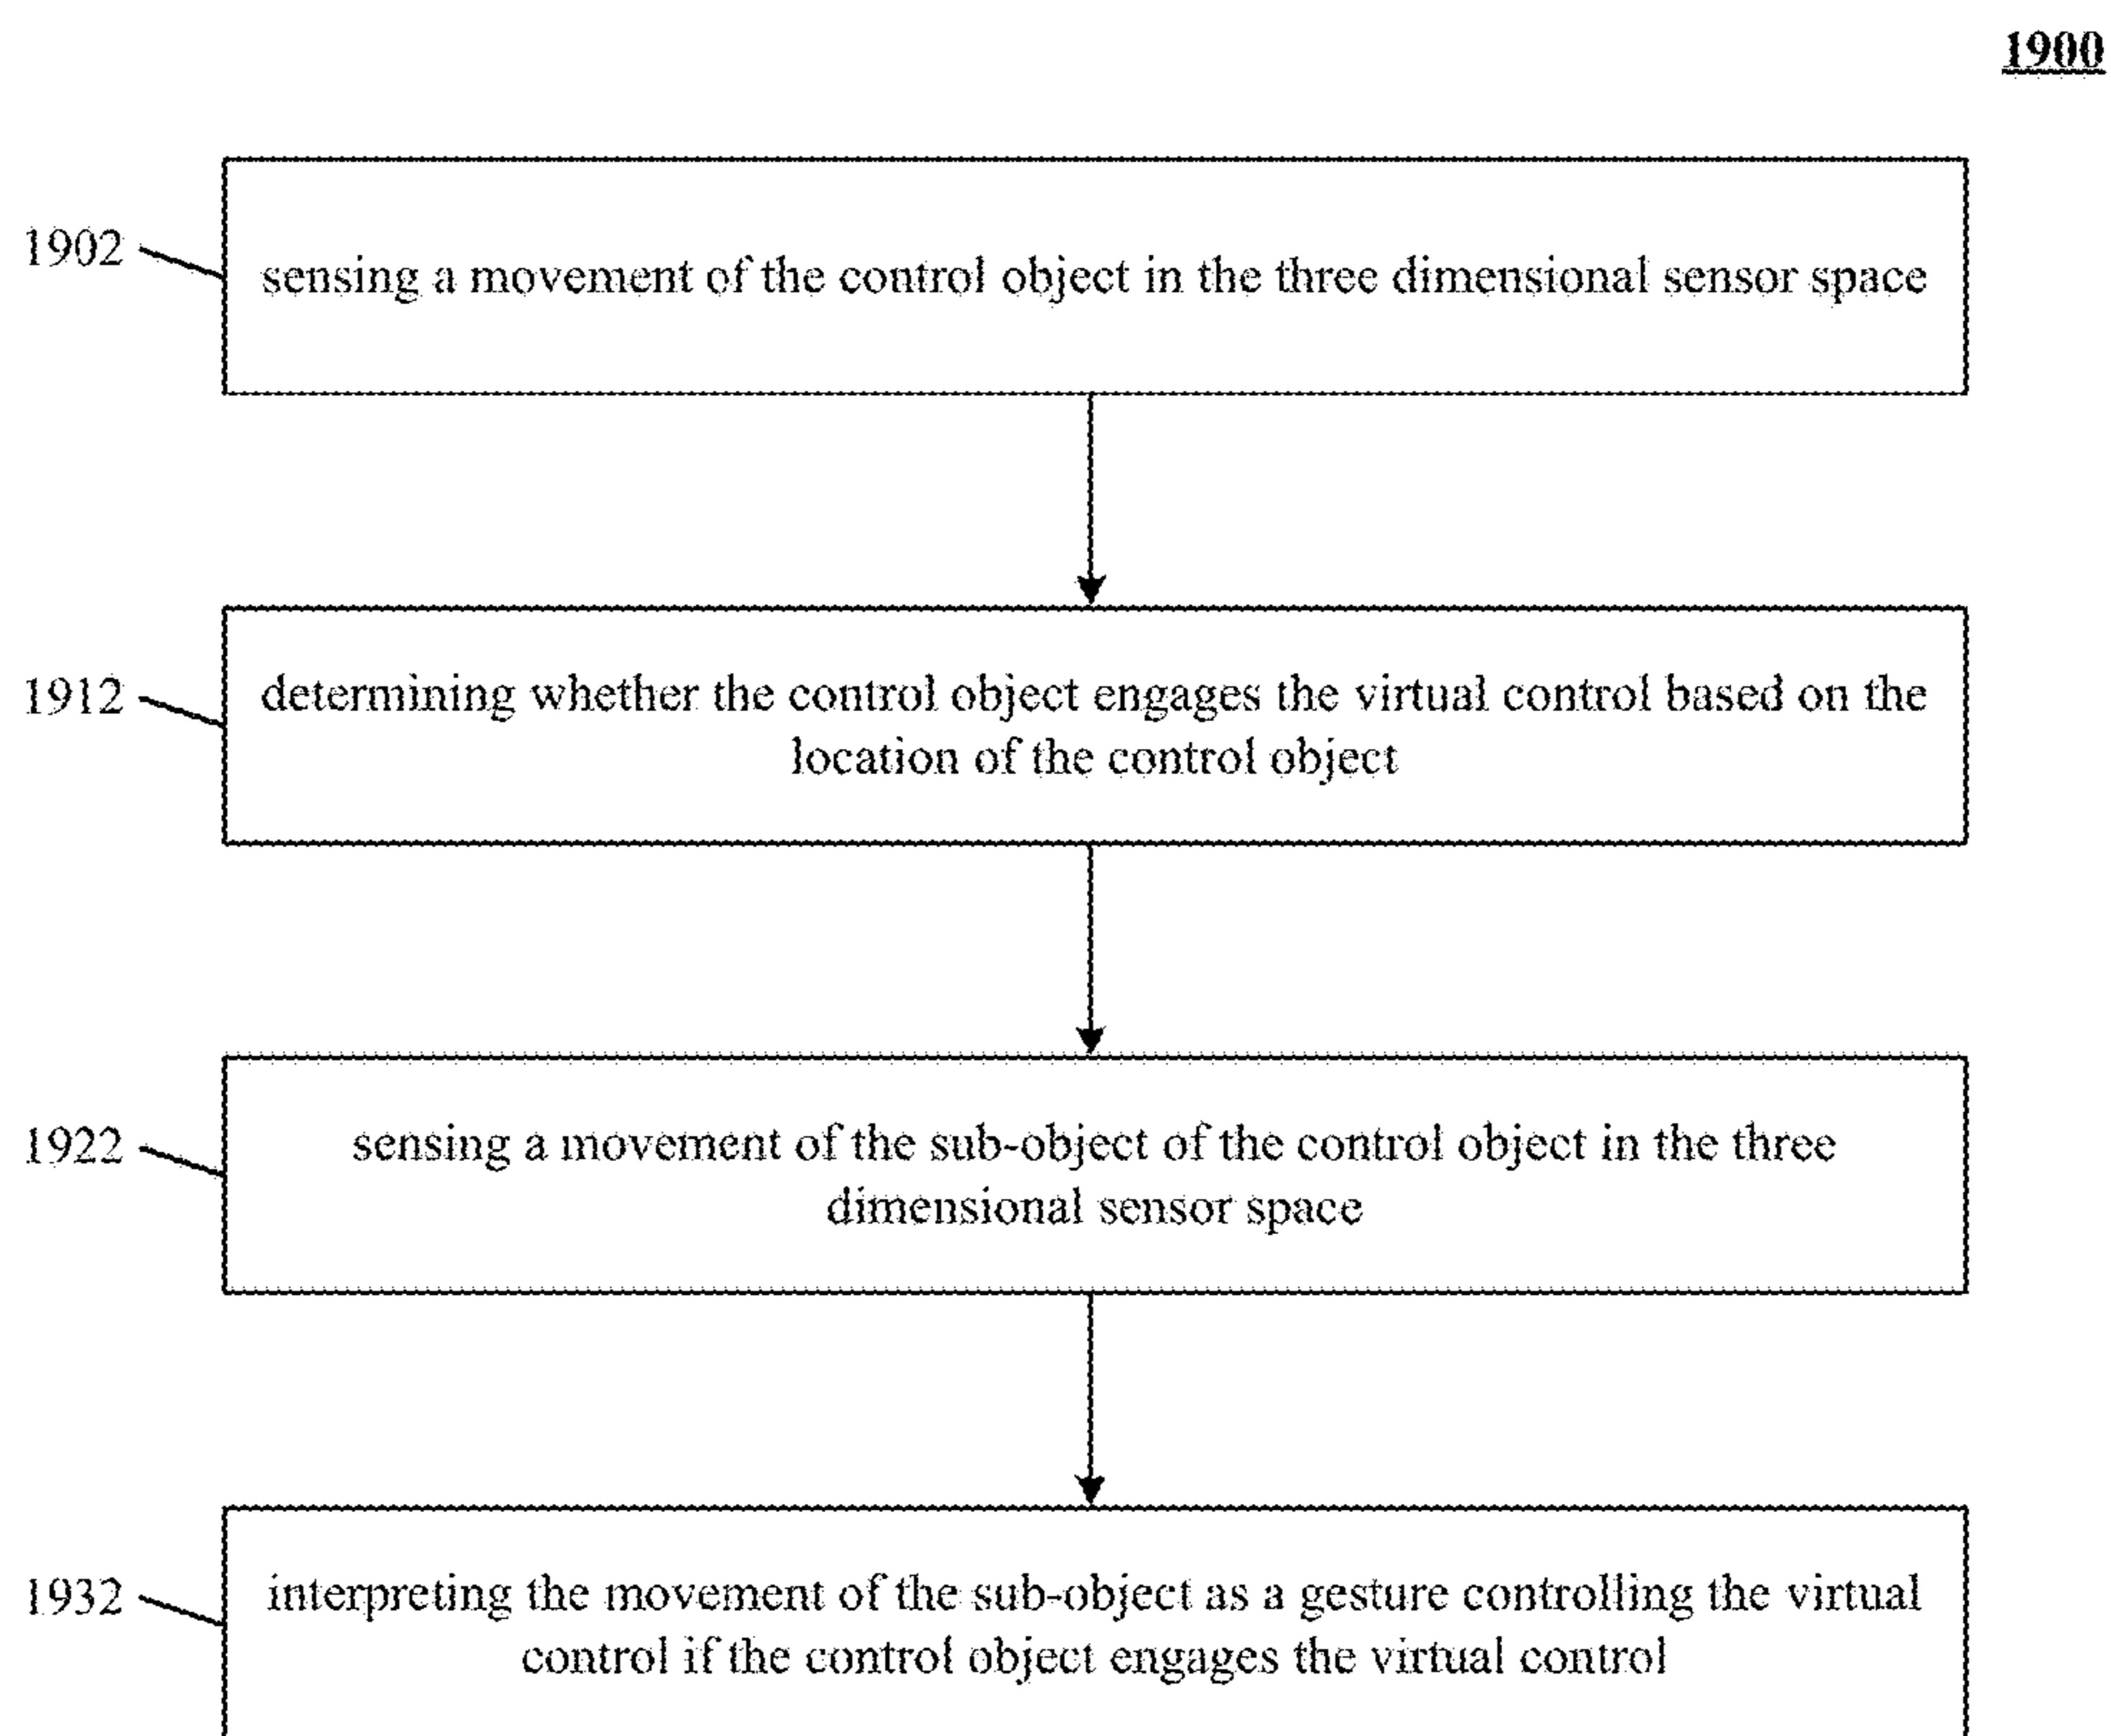 1900
1902
sensing a movement of the control object in the three dimensional sensor space
1912
determining whether the control object engages the virtual control based on the
location of the control object
1922
sensing a movement of the sub-object of the control object in the three
dimensional sensor space
1932
interpreting the movement of the sub-object as a gesture controlling the virtual
control if the control object engages the virtual control